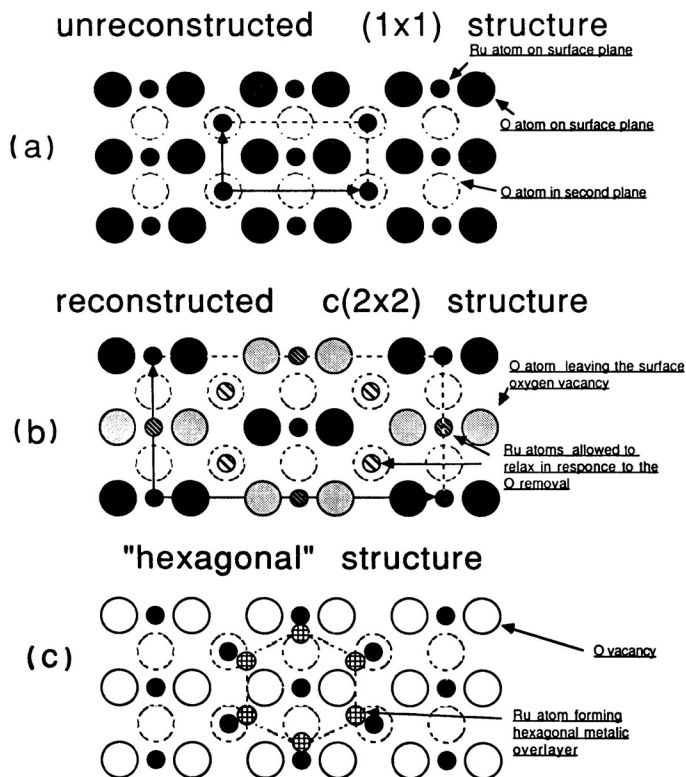 unreconstructed (1x1) structure
Ru atom on surface plane
O atom on surface plane
(a)
O atom in second plane
reconstructed c(2x2) structure
O atom leaving the surface
oxygen vacancy
(b)
Ru atoms allowed to
relax in responce to the
O removal
"hexagonal" structure
(c)
O vacancy
Ru atom forming
hexagonal metalic
overlayer